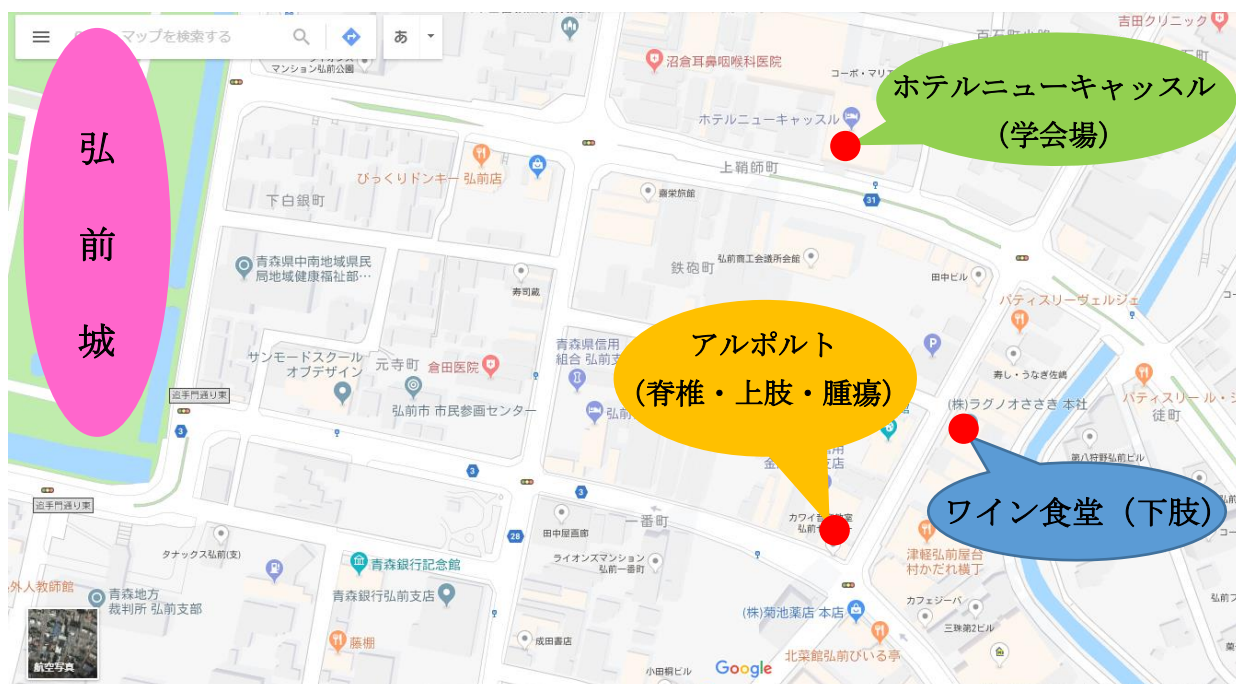 マップを検索する
あ
マンション弘前公園
沼倉耳鼻咽喉科医院
コーポ・マリ
吉田クリニック
ホテルニューキャッスル
ホテルニューキャッスル
(学会場)
上鞘師町
31
びっくりドンキー 弘前店
齋栄旅館
下白銀町
弘
前
城
青森県中南地域県民
局地域健康福祉部…
寿司蔵
鉄砲町
弘前商工会議所会館
田中ビル
パティスリーヴェルジェ
アルポルト
(脊椎・上肢・腫瘍)
青森県信用
組合 弘前支
サンモードスクール
オブデザイン
元寺町
倉田医院
弘前市 市民参画センター
弘前
寿し・うなぎ佐嶋
(株)ラグノオささき 本社
パティスリー ル・シ
徒町
追手門通り東
3
3
3
第八狩野弘前ビル
ワイン食堂（下肢）
追手門通り東
田中屋画廊
一番町
28
カワイ
弘前
タナックス弘前(支)
青森銀行記念館
ライオンズマンション
弘前一番町
津軽弘前屋台
村かだれ横丁
外人教師館
青森地方
裁判所 弘前支部
青森銀行弘前支店
(株)菊池薬店 本店
カフェジーバ
三珠第2ビル
藤棚
成田書店
小田桐ビル
北菜館弘前びいる亭
航空写真
Google